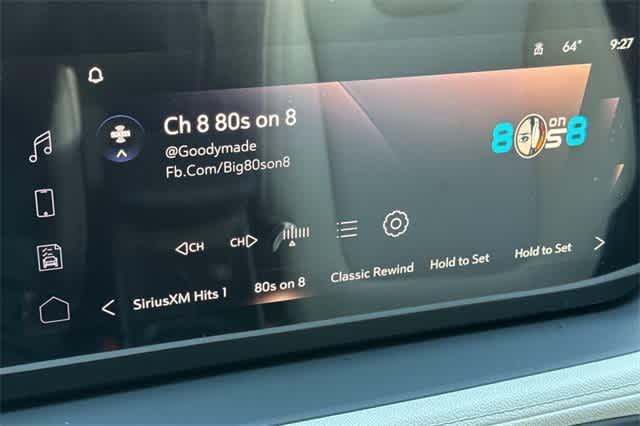 64° 9:27
Ch 8 80s on 8
@Goodymade
Fb.Com/Big80son8
80s on 8
CH CH
SiriusXM Hits 1 80s on 8 Classic Rewind Hold to Set Hold to Set